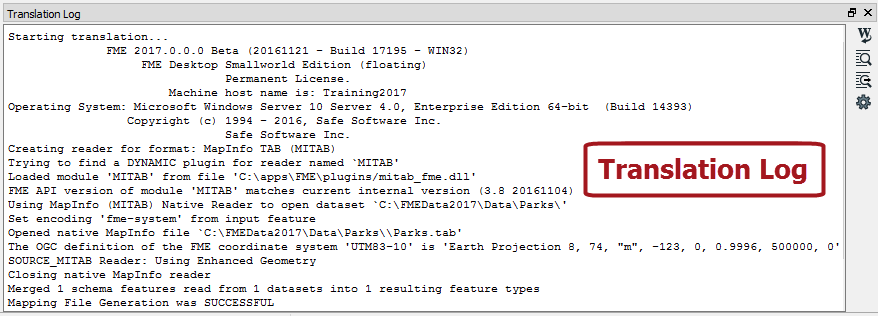 Translation Log
Starting translation...
FME 2017.0.0.0 Beta (20161121 - Build 17195 - WIN32)
FME Desktop Smallworld Edition (floating)
Permanent License.
Machine host name is: Training2017
Operating System: Microsoft Windows Server 10 Server 4.0, Enterprise Edition 64-bit  (Build 14393)
Copyright (c) 1994 - 2016, Safe Software Inc.
Safe Software Inc.
Creating reader for format: MapInfo TAB (MITAB)
Trying to find a DYNAMIC plugin for reader named `MITAB'
Loaded module 'MITAB' from file 'C:\apps\FME\plugins/mitab_fme.dll'
FME API version of module 'MITAB' matches current internal version (3.8 20161104)
Using MapInfo (MITAB) Native Reader to open dataset `C:\FMEData2017\Data\Parks\'
Set encoding 'fme-system' from input feature
Opened native MapInfo file `C:\FMEData2017\Data\Parks\\Parks.tab'
The OGC definition of the FME coordinate system 'UTM83-10' is 'Earth Projection 8, 74, "m", -123, 0, 0.9996, 500000, 0'
SOURCE_MITAB Reader: Using Enhanced Geometry
Closing native MapInfo reader
Merged 1 schema features read from 1 datasets into 1 resulting feature types
Mapping File Generation was SUCCESSFUL
Translation Log